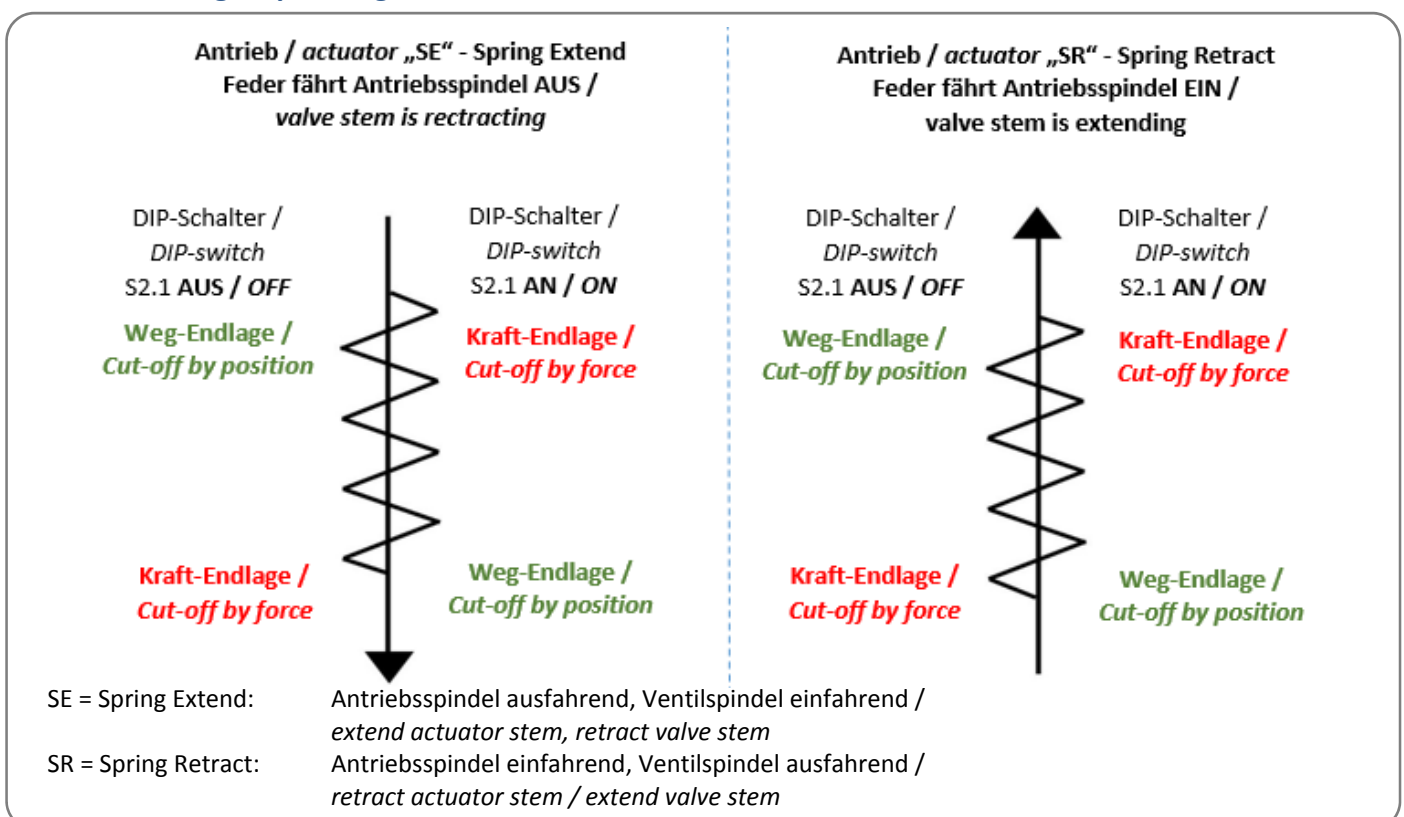 Antrieb / actuator „SE“ - Spring Extend
Feder fährt Antriebsspindel AUS /
valve stem is rectracting
DIP-Schalter /
DIP-switch
S2.1 AUS / OFF
Weg-Endlage /
Cut-off by position
Kraft-Endlage /
Cut-off by force
DIP-Schalter /
DIP-switch
S2.1 AN / ON
Kraft-Endlage /
Cut-off by force
Weg-Endlage /
Cut-off by position
Antrieb / actuator „SR“ - Spring Retract
Feder fährt Antriebsspindel EIN /
valve stem is extending
DIP-Schalter /
DIP-switch
S2.1 AUS / OFF
Weg-Endlage /
Cut-off by position
Kraft-Endlage /
Cut-off by force
DIP-Schalter /
DIP-switch
S2.1 AN / ON
Kraft-Endlage /
Cut-off by force
Weg-Endlage /
Cut-off by position
SE = Spring Extend: Antriebsspindel ausfahrend, Ventilspindel einfahrend /
extend actuator stem, retract valve stem
SR = Spring Retract: Antriebsspindel einfahrend, Ventilspindel ausfahrend /
retract actuator stem / extend valve stem